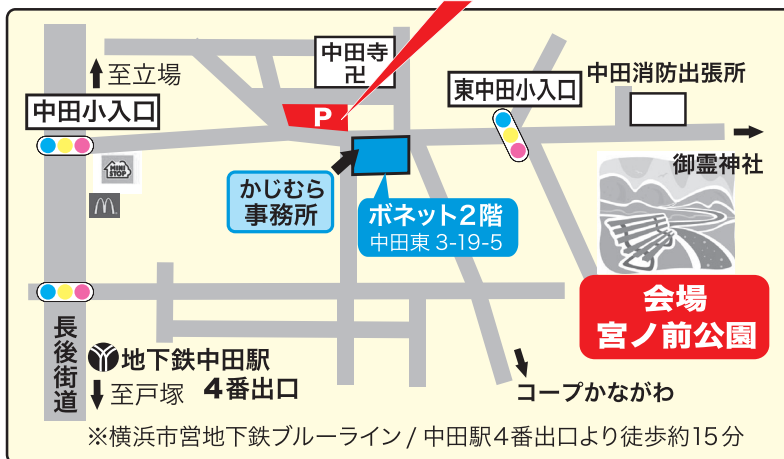 至立場
中田寺
卍
中田消防出張所
東中田小入口
中田小入口
P
御霊神社
MINI
STOP
かじむら
事務所
ボネット2階
中田東 3-19-5
会場
宮ノ前公園
長後街道
地下鉄中田駅
至戸塚 4番出口
コープかながわ
※横浜市営地下鉄ブルーライン / 中田駅4番出口より徒歩約15分